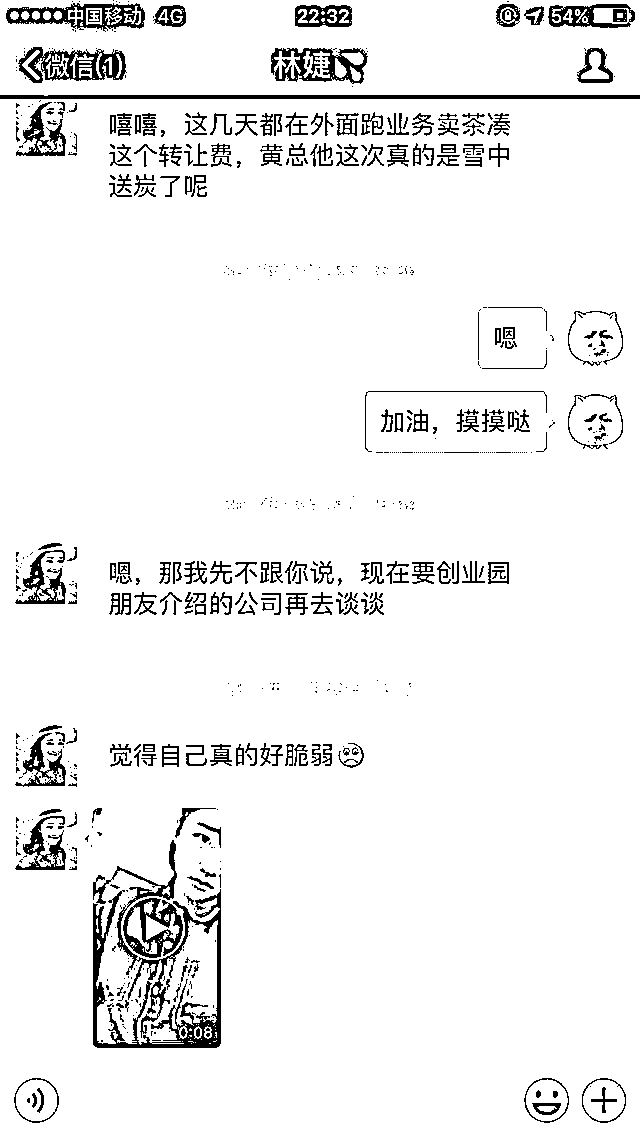 中国移动 4G 22:32 54%
微信(1) 林婕
嘻嘻，这几天都在外面跑业务卖茶凑
这个转让费，黄总他这次真的是雪中
送炭了呢
嗯
加油，摸摸哒
嗯，那我先不跟你说，现在要创业园
朋友介绍的公司再去谈谈
觉得自己真的好脆弱
0:08